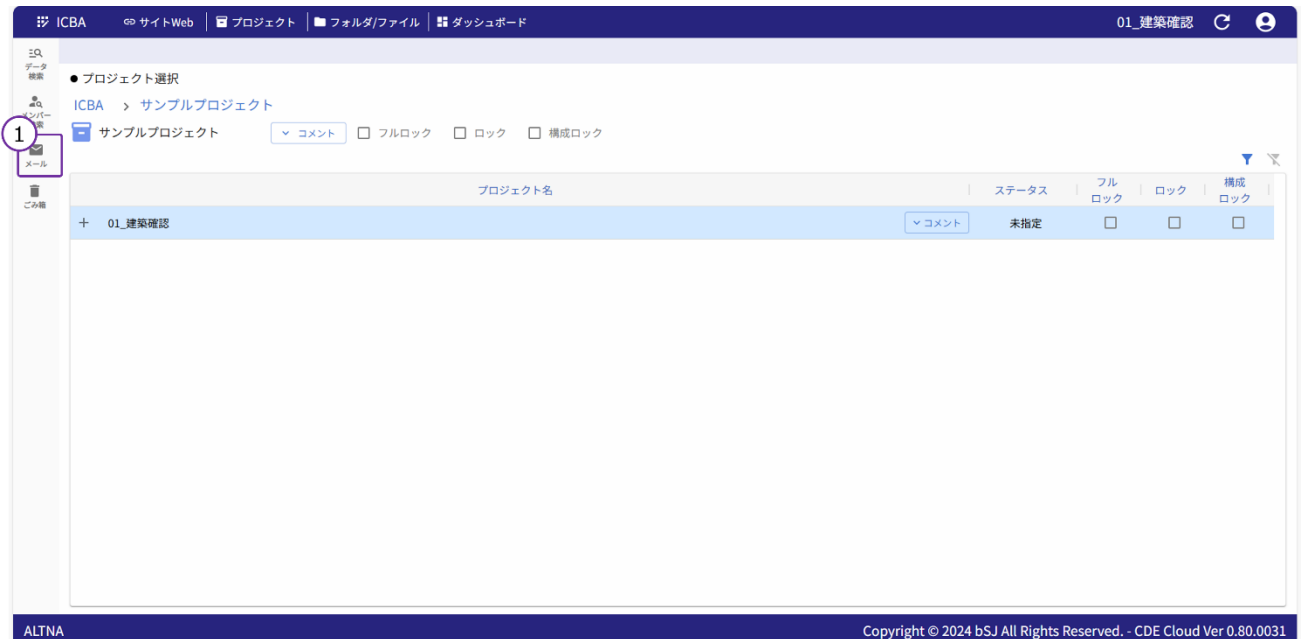 ICBA サイトWeb プロジェクト フォルダ/ファイル ダッシュボード 01_建築確認
データ
検索
メンバー
索
1
メール
ごみ箱
● プロジェクト選択
ICBA > サンプルプロジェクト
サンプルプロジェクト コメント フルロック ロック 構成ロック
プロジェクト名 ステータス フル
ロック ロック 構成
ロック
+ 01_建築確認 コメント 未指定
ALTNA Copyright © 2024 bSJ All Rights Reserved. - CDE Cloud Ver 0.80.0031